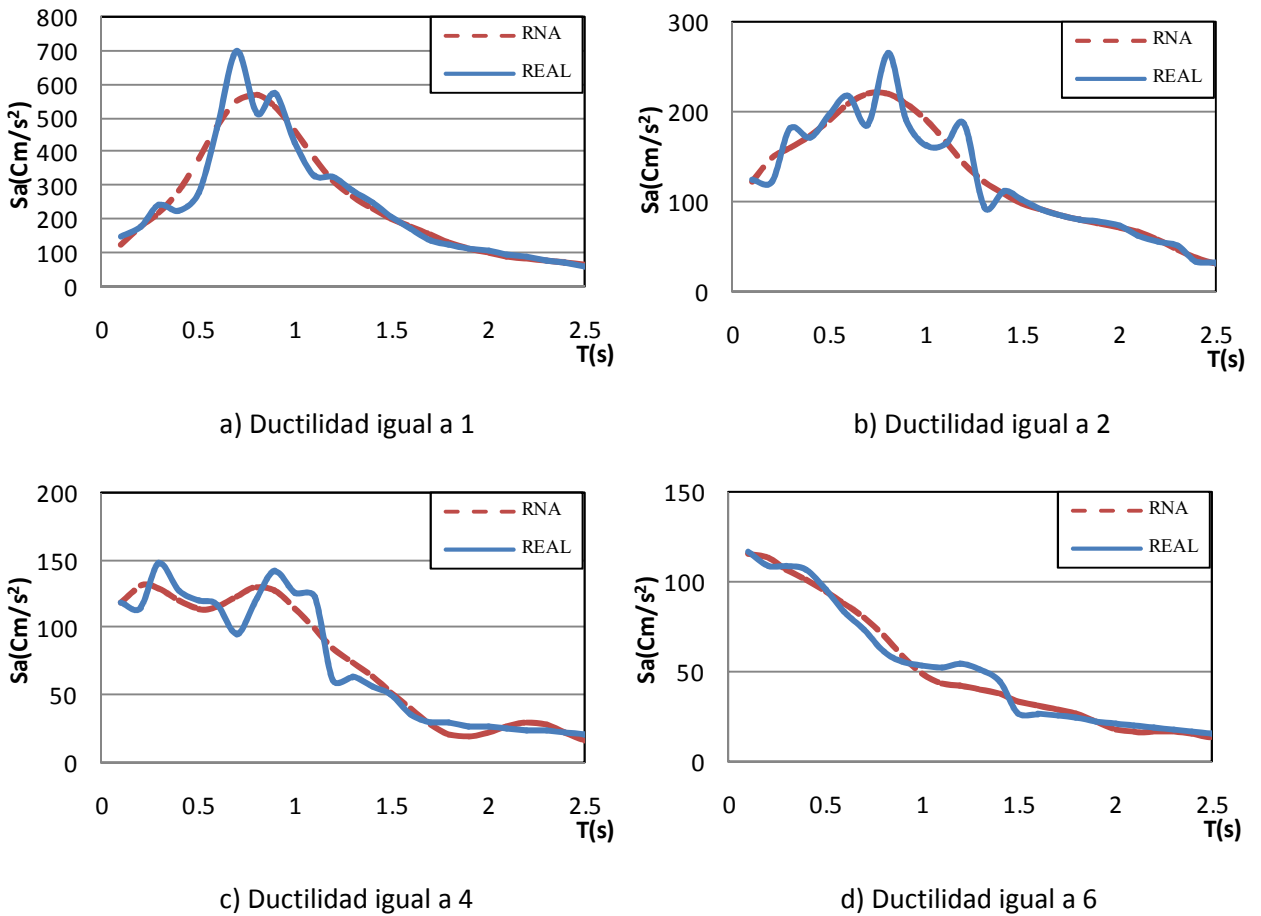 800
700
600
500
400
300
200
100
0
Sa(Cm/s²)
RNA
REAL
0 0.5 1 1.5 2 2.5
T(s)
a) Ductilidad igual a 1
300
200
100
0
Sa(Cm/s²)
RNA
REAL
0 0.5 1 1.5 2 2.5
T(s)
b) Ductilidad igual a 2
200
150
100
50
0
Sa(Cm/s²)
RNA
REAL
0 0.5 1 1.5 2 2.5
T(s)
c) Ductilidad igual a 4
150
100
50
0
Sa(Cm/s²)
RNA
REAL
0 0.5 1 1.5 2 2.5
T(s)
d) Ductilidad igual a 6